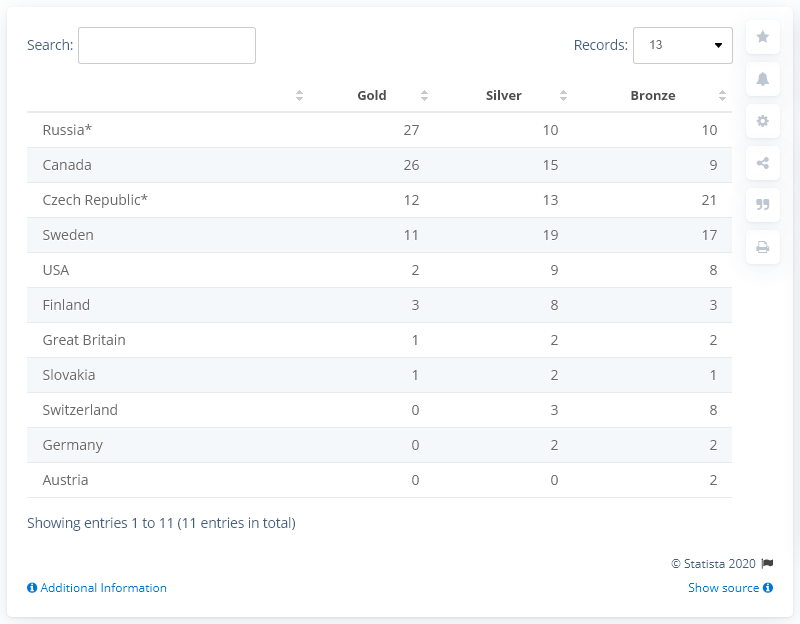 Search: Records: 13
Gold Silver Bronze
Russia* 27 10 10
Canada 26 15 9
Czech Republic* 12 13 21
Sweden 11 19 17
USA 2 9 8
Finland 3 8 3
Great Britain 1 2 2
Slovakia 1 2 1
Switzerland 0 3 8
Germany 0 2 2
Austria 0 0 2
Showing entries 1 to 11 (11 entries in total)
© Statista 2020
Additional Information Show source